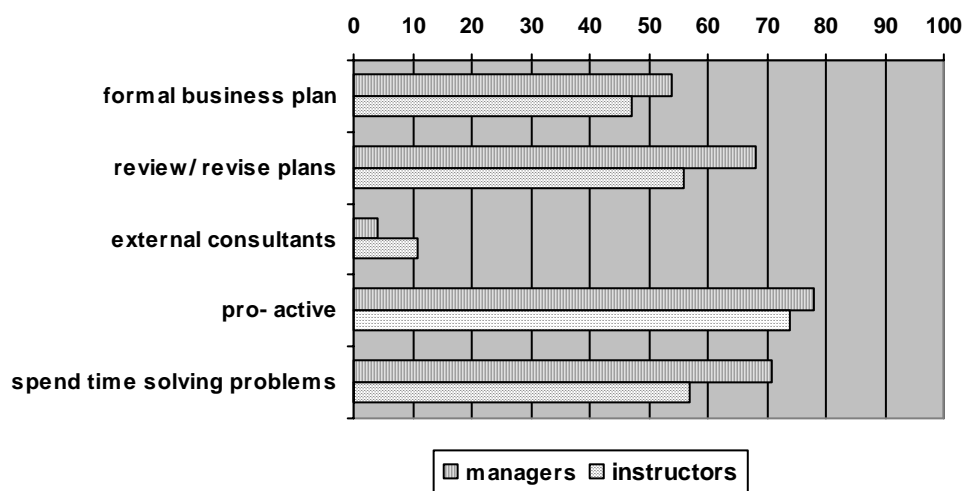 0 10 20 30 40 50 60 70 80 90 100
formal business plan
review/ revise plans
external consultants
pro- active
spend time solving problems
managers instructors